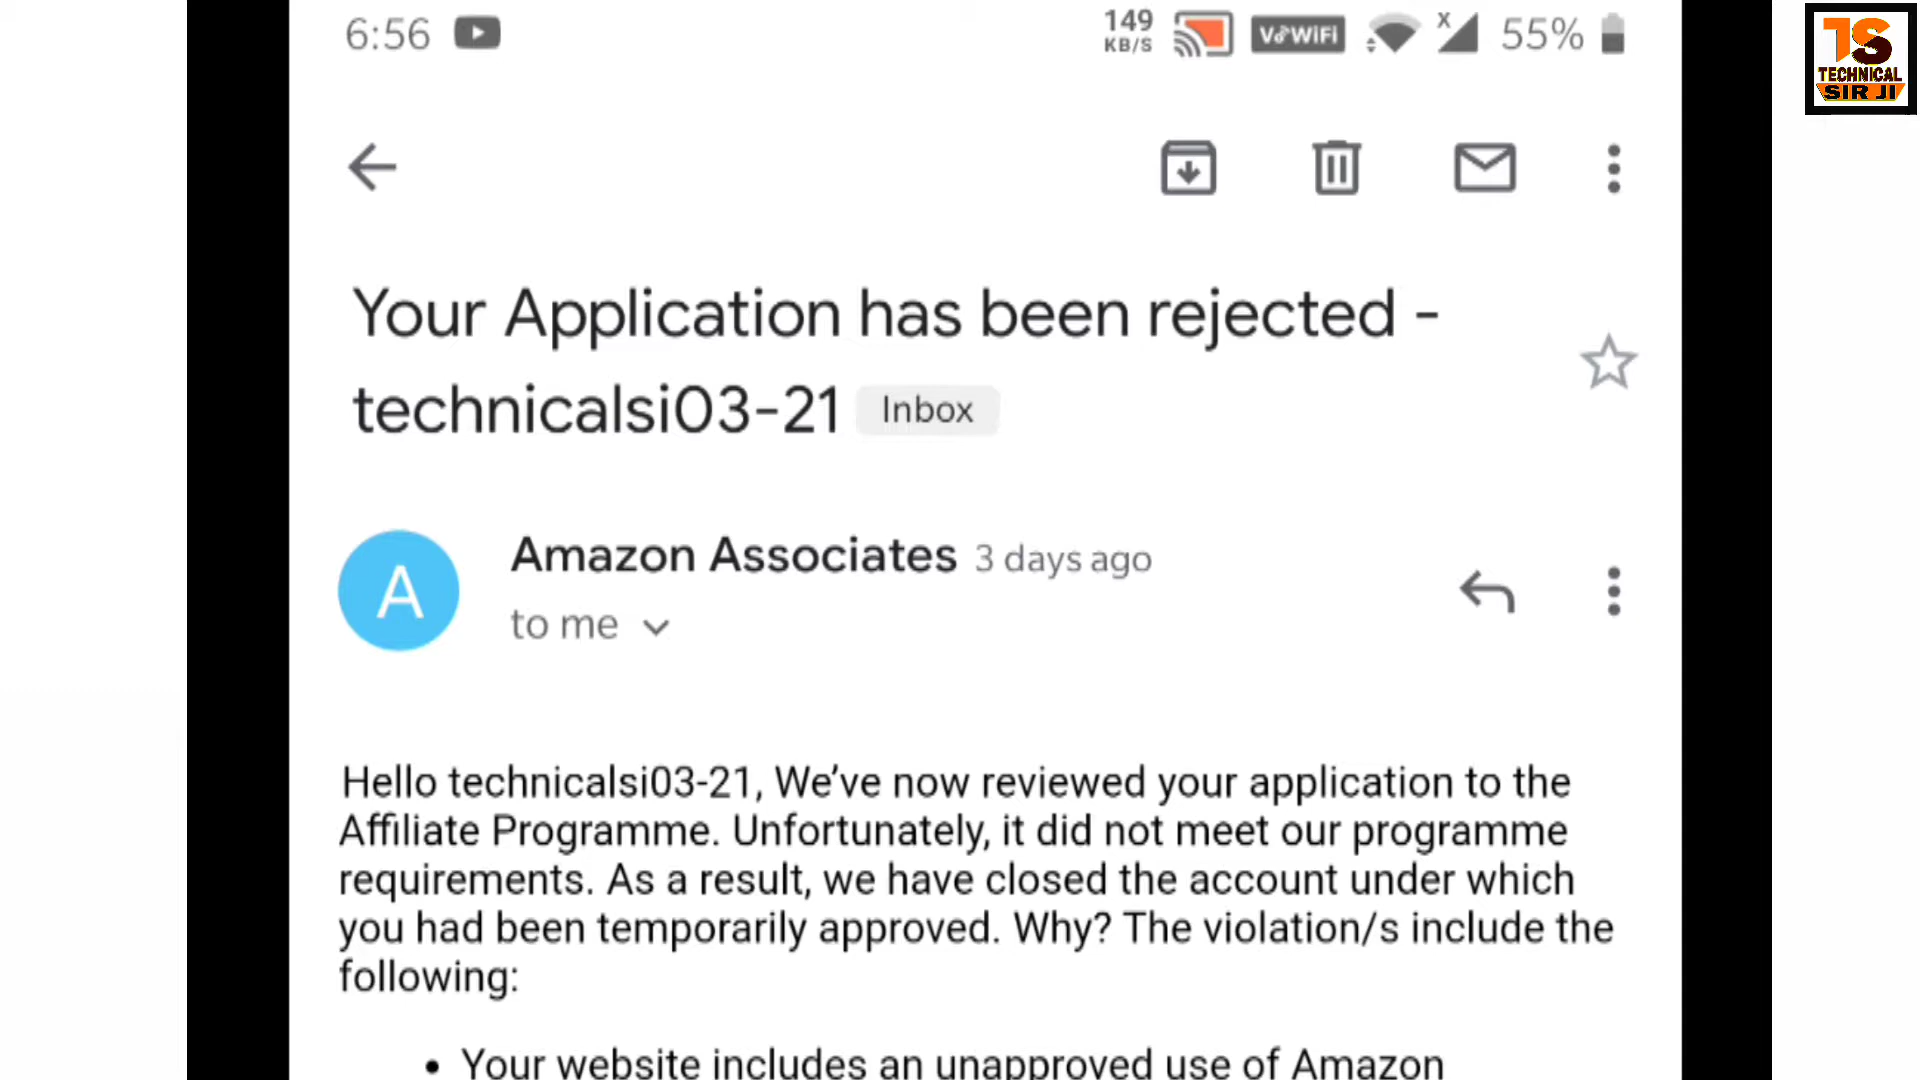 6:56
149
KB/S
VoWiFi
X
55%
TS
TECHNICAL
SIR JI
Your Application has been rejected -
technicalsi03-21 Inbox
A
Amazon Associates 3 days ago
to me
Hello technicalsi03-21, We’ve now reviewed your application to the
Affiliate Programme. Unfortunately, it did not meet our programme
requirements. As a result, we have closed the account under which
you had been temporarily approved. Why? The violation/s include the
following:
• Your website includes an unapproved use of Amazon